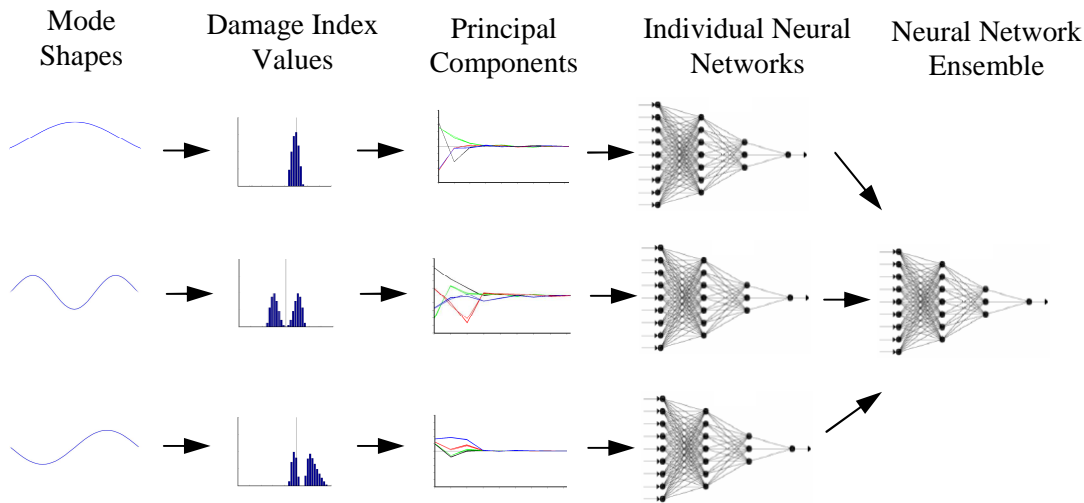 Mode
Shapes
Damage Index
Values
Principal
Components
Individual Neural
Networks
Neural Network
Ensemble